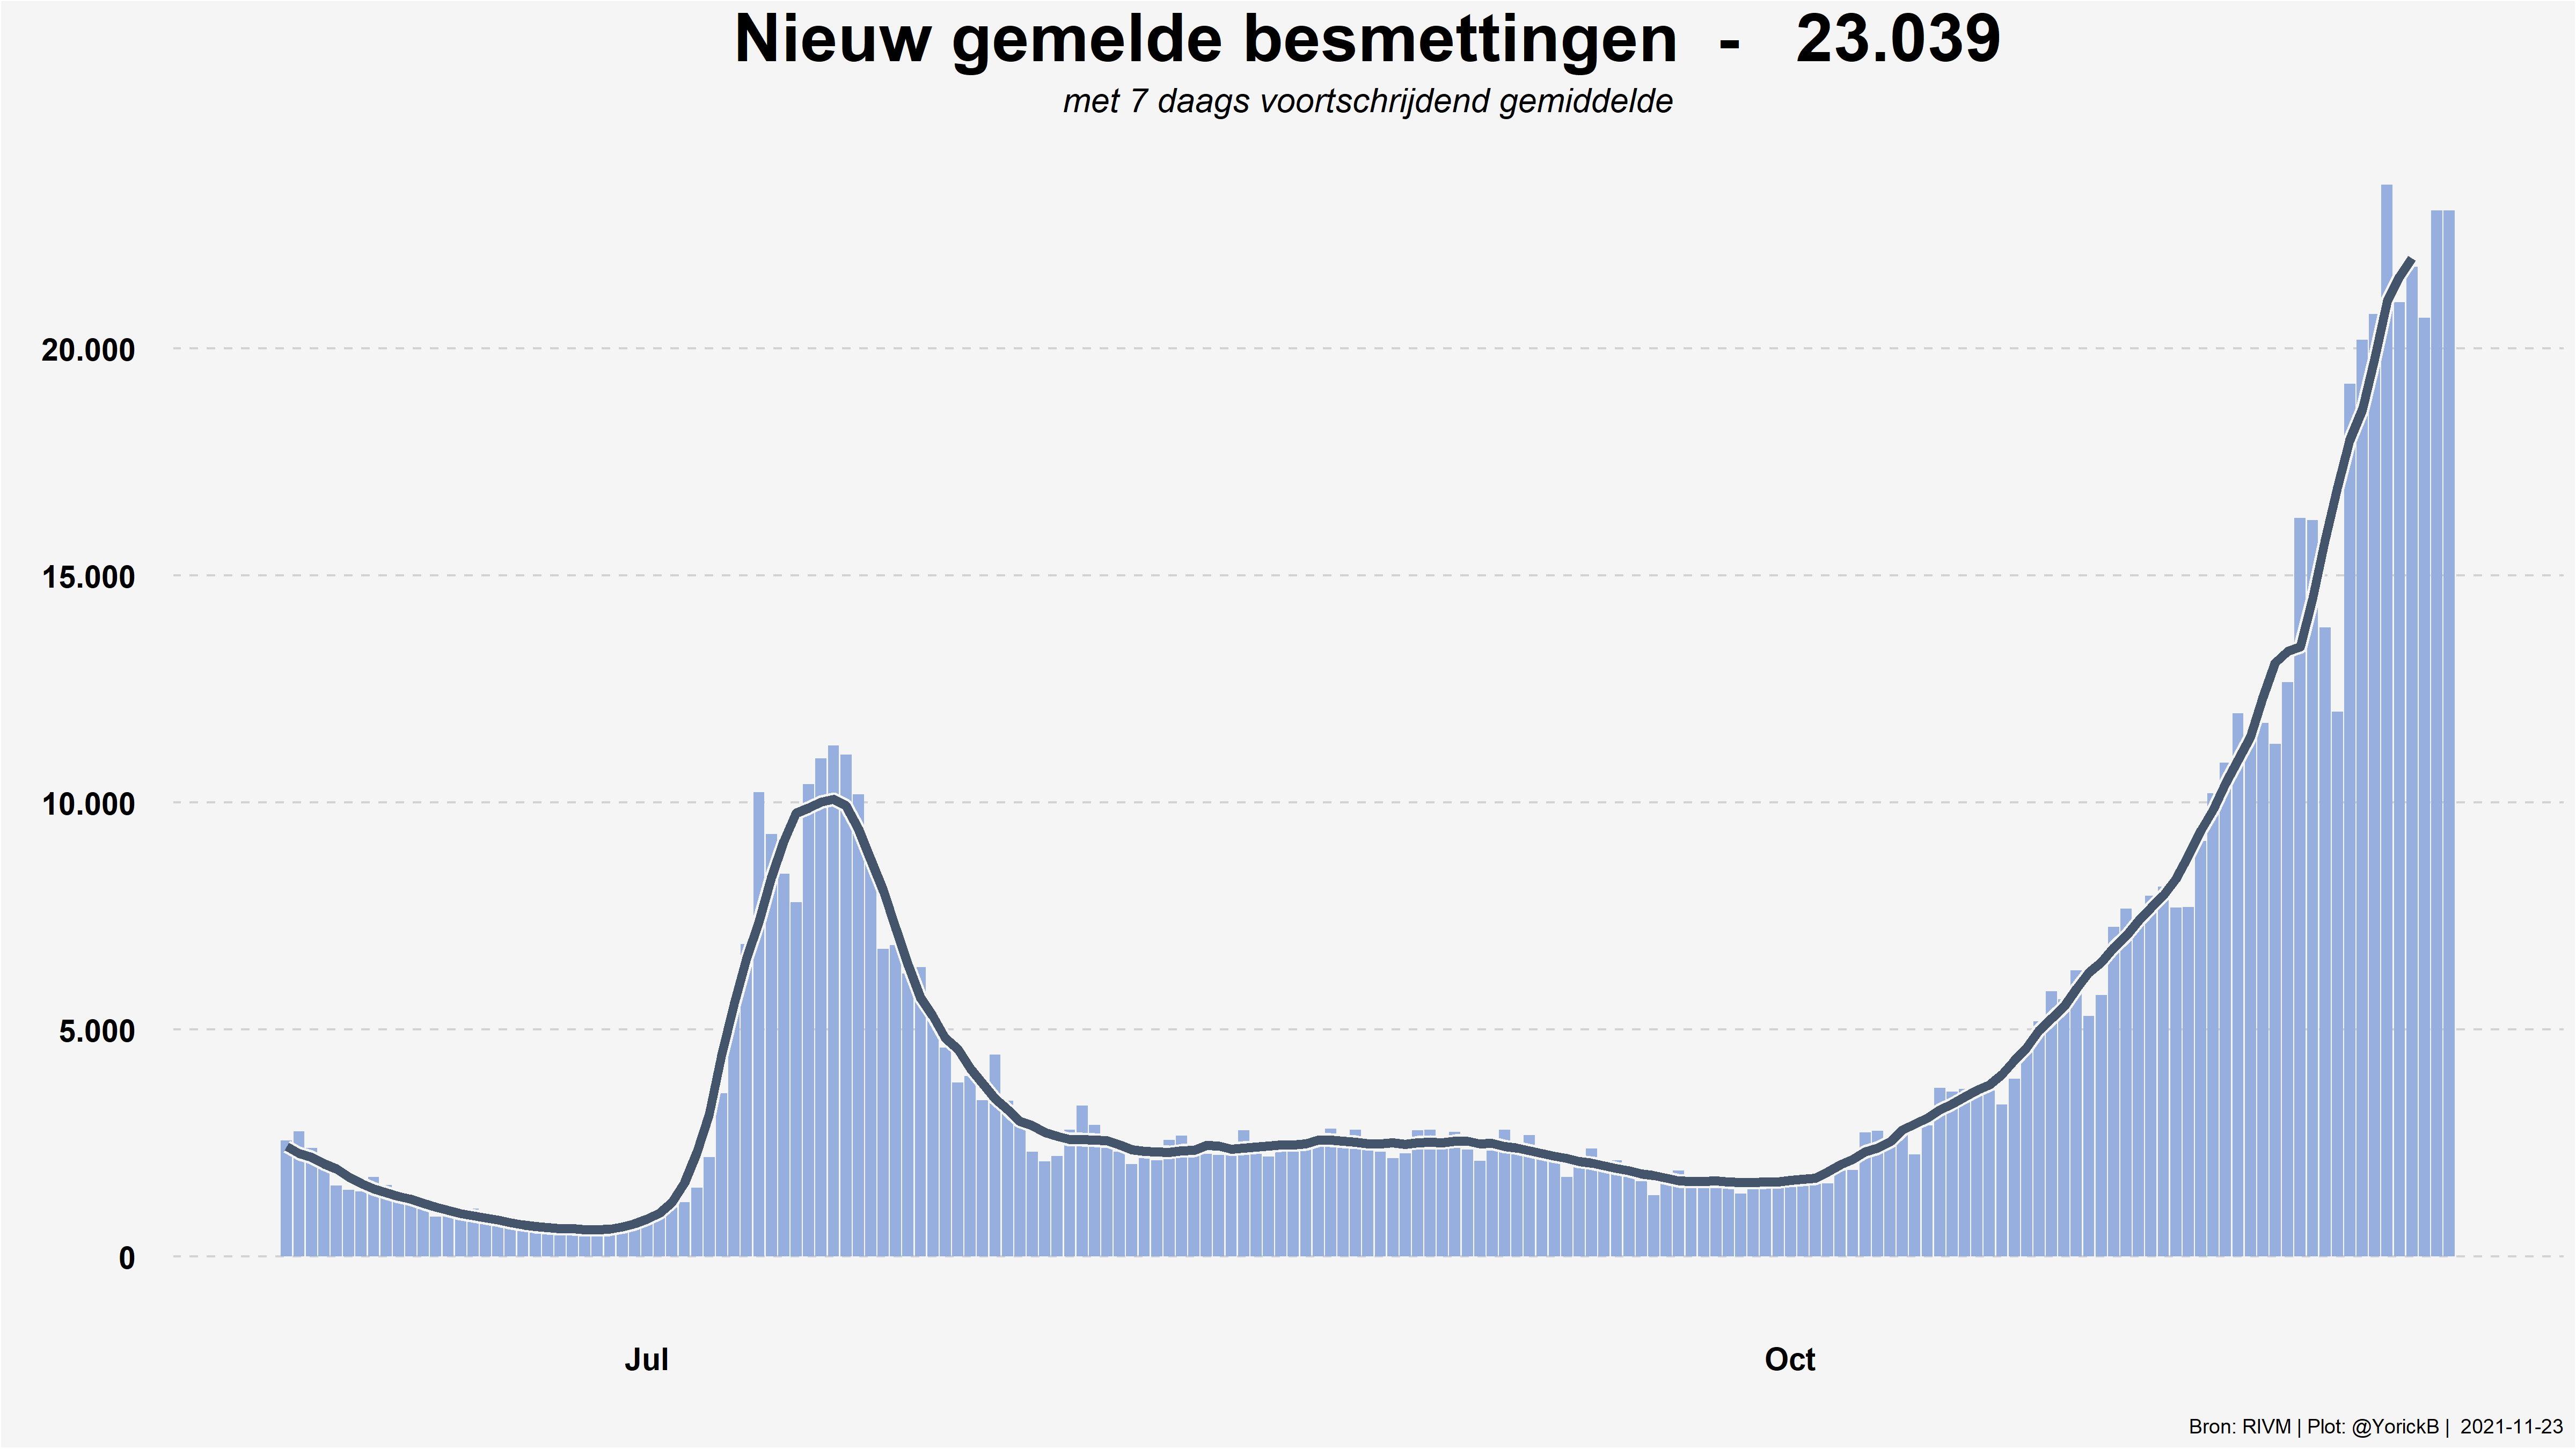 Nieuw gemelde besmettingen - 23.039
met 7 daags voortschrijdend gemiddelde
20.000
15.000
10.000
5.000
0
Jul Oct
Bron: RIVM | Plot: @YorickB | 2021-11-23